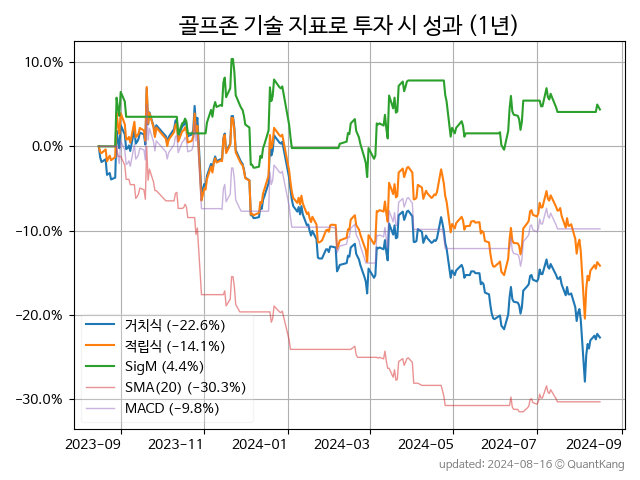 골프존 기술 지표로 투자 시 성과 (1년)
10.0%
0.0%
−10.0%
−20.0%
−30.0%
거치식 (−22.6%)
적립식 (−14.1%)
SigM (4.4%)
SMA(20) (−30.3%)
MACD (−9.8%)
2023-09 2023-11 2024-01 2024-03 2024-05 2024-07 2024-09
updated: 2024-08-16 © QuantKang